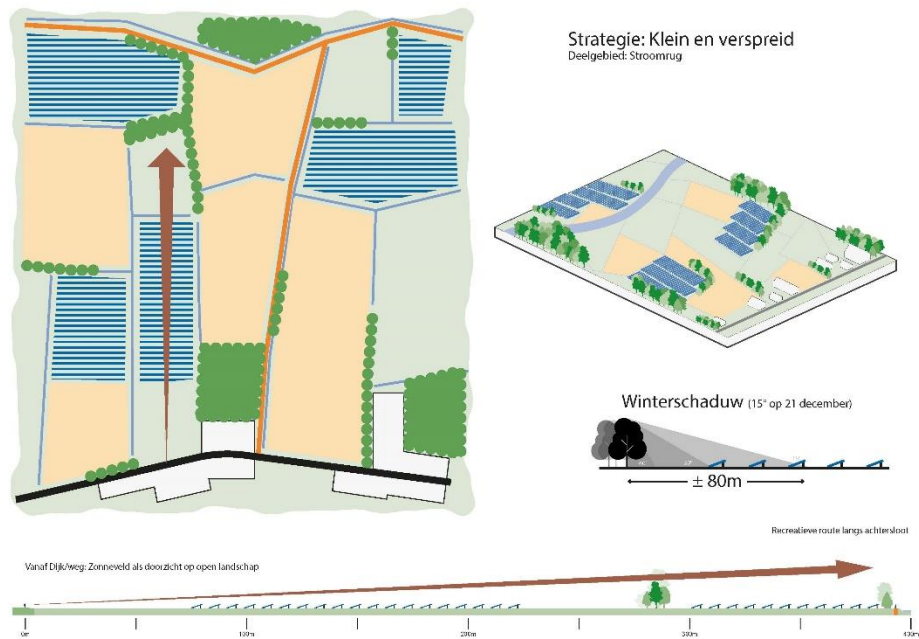 Strategie: Klein en verspreid
Deelgebied: Stroomrug
Winterschaduw (15° op 21 december)
± 80m
Recreatieve route langs achtersloot
Vanaf Dijk/weg: Zonneveld als doorzicht op open landschap
0m
100m
200m
300m